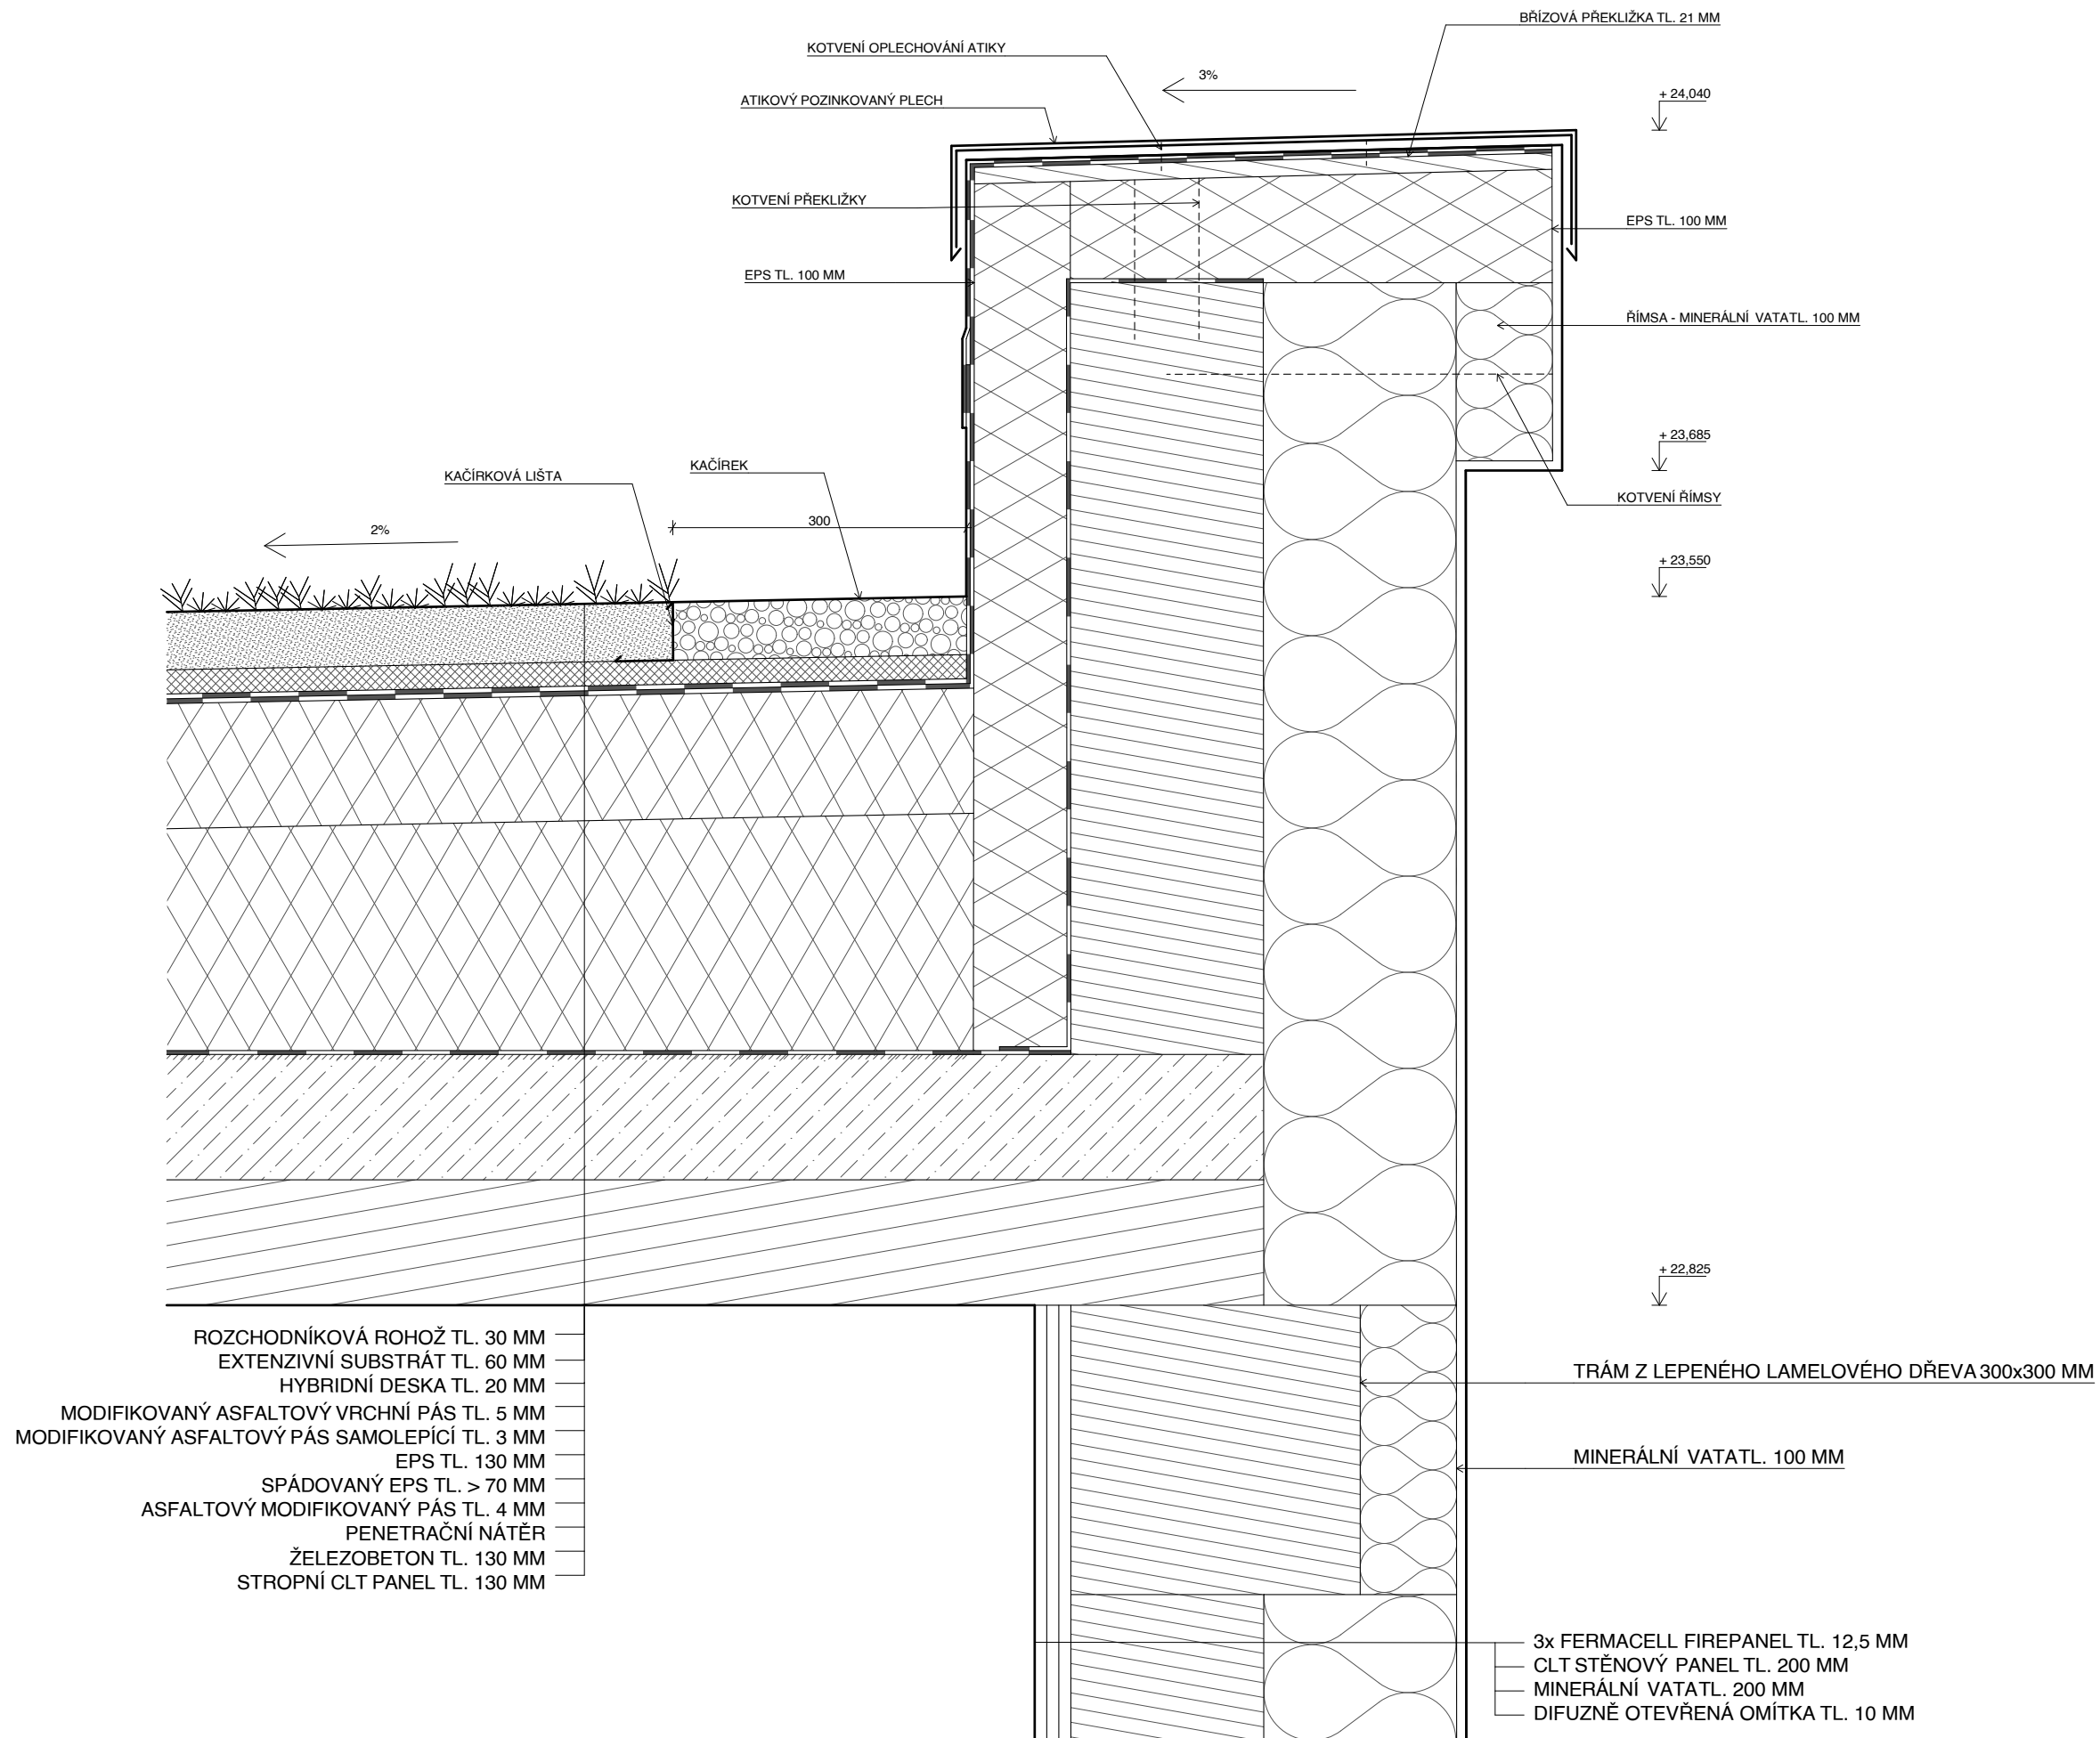 BŘÍZOVÁ PŘEKLIŽKA TL. 21 MM
KOTVENÍ OPLECHOVÁNÍ ATIKY
3%
ATIKOVÝ POZINKOVANÝ PLECH
+ 24,040
KOTVENÍ PŘEKLIŽKY
EPS TL. 100 MM
EPS TL. 100 MM
ŘÍMSA - MINERÁLNÍ VATATL. 100 MM
+ 23,685
KAČÍREK
KAČÍRKOVÁ LIŠTA
KOTVENÍ ŘÍMSY
300
2%
+ 23,550
+ 22,825
ROZCHODNÍKOVÁ ROHOŽ TL. 30 MM
EXTENZIVNÍ SUBSTRÁT TL. 60 MM
HYBRIDNÍ DESKA TL. 20 MM
MODIFIKOVANÝ ASFALTOVÝ VRCHNÍ PÁS TL. 5 MM
MODIFIKOVANÝ ASFALTOVÝ PÁS SAMOLEPÍCÍ TL. 3 MM
EPS TL. 130 MM
SPÁDOVANÝ EPS TL. > 70 MM
ASFALTOVÝ MODIFIKOVANÝ PÁS TL. 4 MM
PENETRAČNÍ NÁTĚR
ŽELEZOBETON TL. 130 MM
STROPNÍ CLT PANEL TL. 130 MM
TRÁM Z LEPENÉHO LAMELOVÉHO DŘEVA 300x300 MM
MINERÁLNÍ VATATL. 100 MM
3x FERMACELL FIREPANEL TL. 12,5 MM
CLT STĚNOVÝ PANEL TL. 200 MM
MINERÁLNÍ VATATL. 200 MM
DIFUZNĚ OTEVŘENÁ OMÍTKA TL. 10 MM